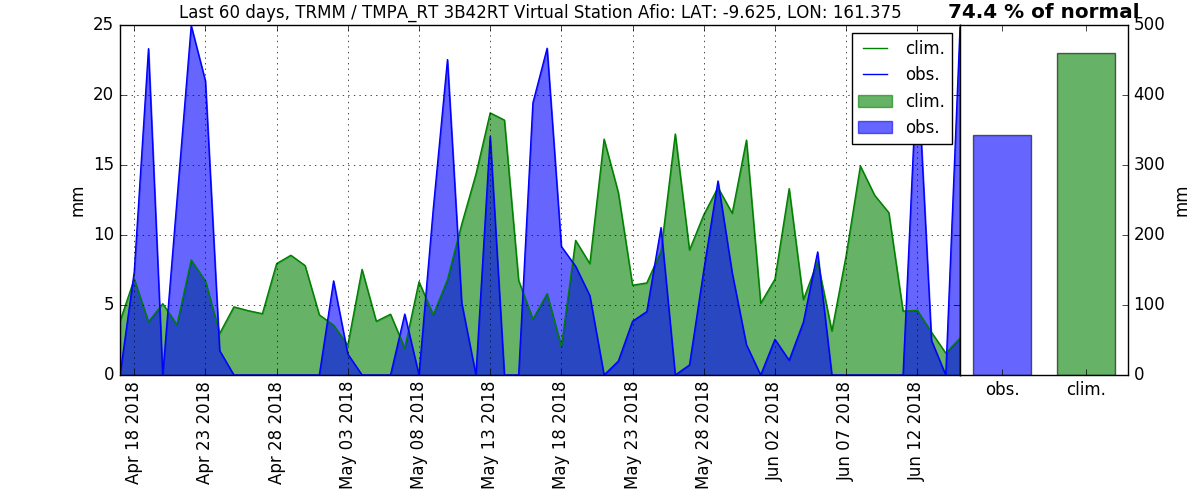 Last 60 days, TRMM / TMPA_RT 3B42RT Virtual Station Afio: LAT: -9.625, LON: 161.375
74.4 % of normal
25
20
15
10
5
0
mm
clim.
obs.
clim.
obs.
500
400
300
200
100
0
mm
Apr 18 2018
Apr 23 2018
Apr 28 2018
May 03 2018
May 08 2018
May 13 2018
May 18 2018
May 23 2018
May 28 2018
Jun 02 2018
Jun 07 2018
Jun 12 2018
obs.
clim.